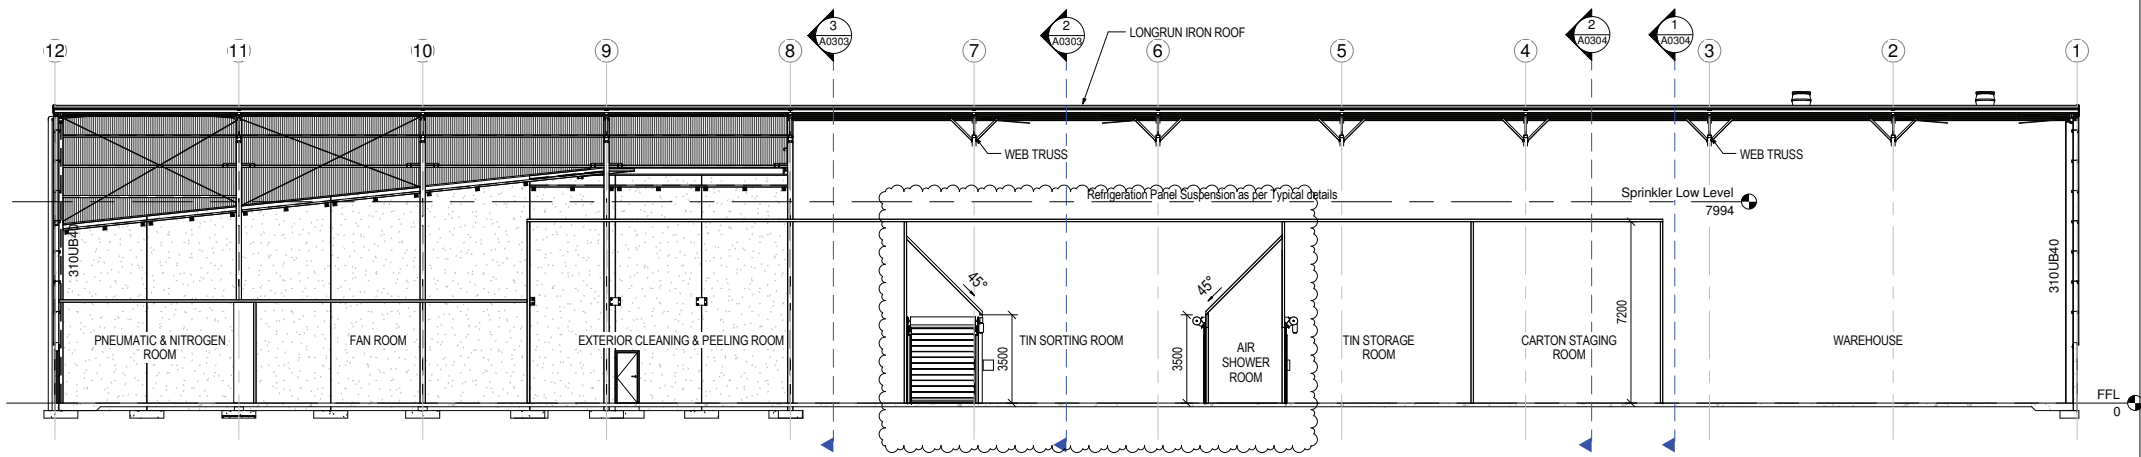 12
11
10
9
8
3
A0303
7
2
A0303
LONGRUN IRON ROOF
6
5
4
2
A0304
1
A0304
3
2
1
WEB TRUSS
WEB TRUSS
Refrigeration Panel Suspension as per Typical details
Sprinkler Low Level
7994
310UB40
310UB40
45°
45°
7200
PNEUMATIC & NITROGEN
ROOM
FAN ROOM
EXTERIOR CLEANING & PEELING ROOM
3500
TIN SORTING ROOM
3500
AIR
SHOWER
ROOM
TIN STORAGE
ROOM
CARTON STAGING
ROOM
WAREHOUSE
FFL
0